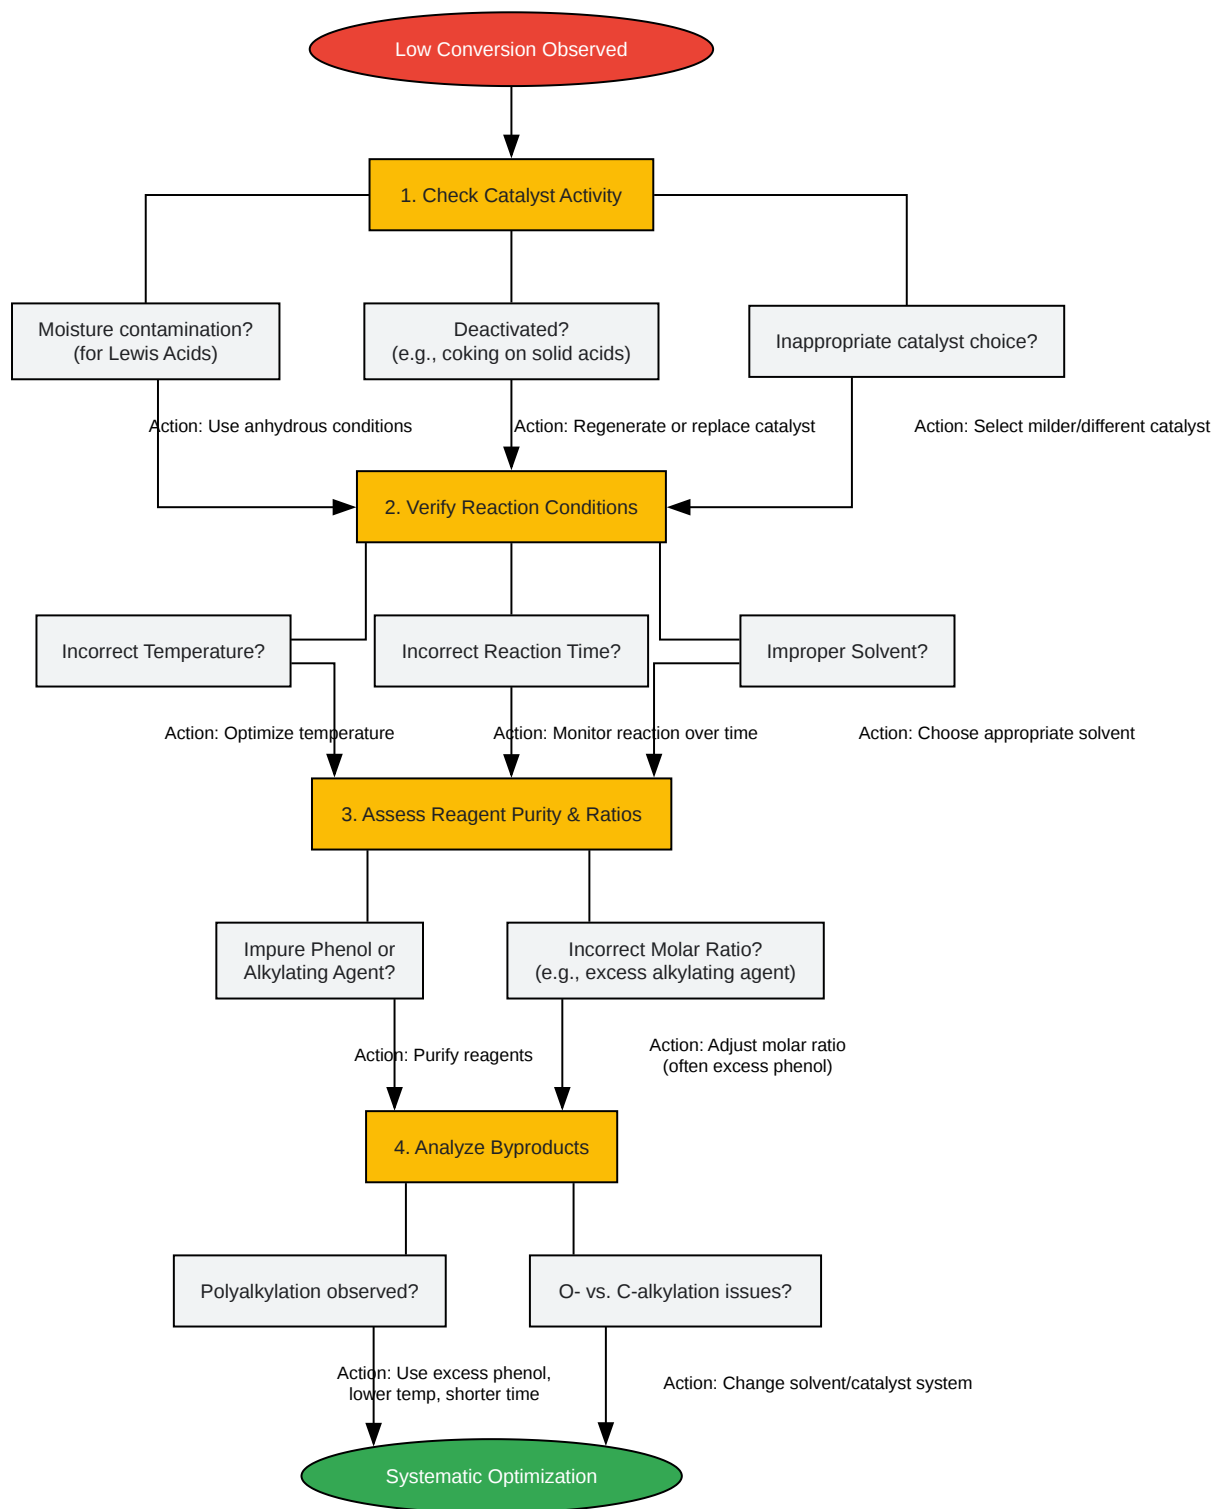 Low Conversion Observed
1. Check Catalyst Activity
Moisture contamination?
(for Lewis Acids)
Deactivated?
(e.g., coking on solid acids)
Inappropriate catalyst choice?
Action: Use anhydrous conditions
Action: Regenerate or replace catalyst
Action: Select milder/different catalyst
2. Verify Reaction Conditions
Incorrect Temperature?
Incorrect Reaction Time?
Improper Solvent?
Action: Optimize temperature
Action: Monitor reaction over time
Action: Choose appropriate solvent
3. Assess Reagent Purity & Ratios
Impure Phenol or
Alkylating Agent?
Incorrect Molar Ratio?
(e.g., excess alkylating agent)
Action: Purify reagents
Action: Adjust molar ratio
(often excess phenol)
4. Analyze Byproducts
Polyalkylation observed?
O- vs. C-alkylation issues?
Action: Use excess phenol,
lower temp, shorter time
Action: Change solvent/catalyst system
Systematic Optimization